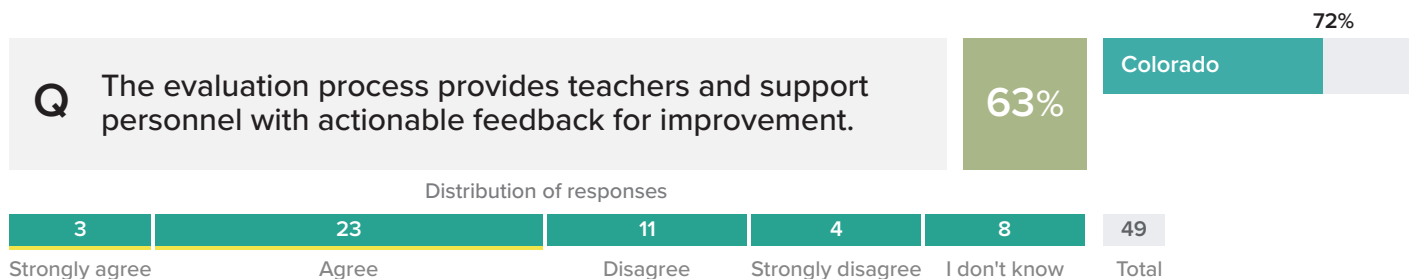 72%
Q
The evaluation process provides teachers and support
personnel with actionable feedback for improvement.
63%
Colorado
Distribution of responses
3 23 11 4 8 49
Strongly agree Agree Disagree Strongly disagree I don't know Total